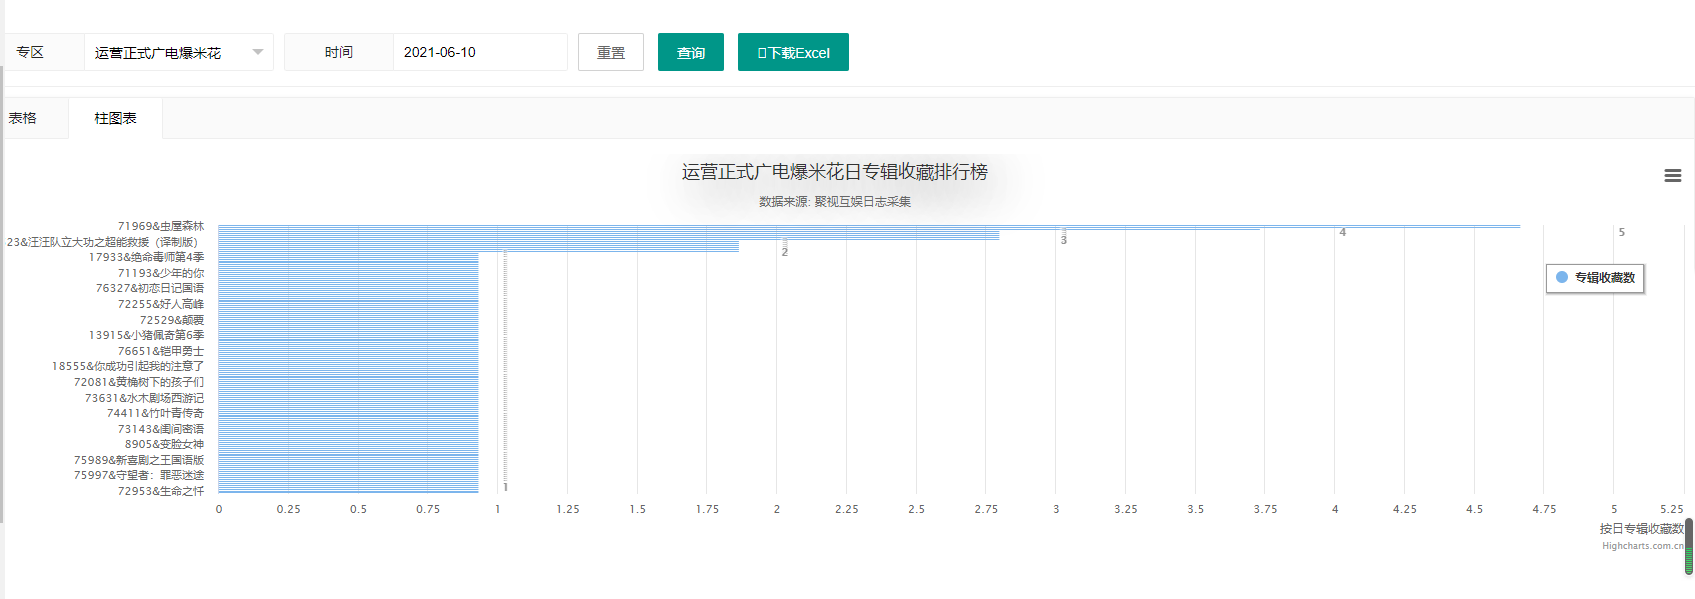 专区 运营正式广电爆米花 时间 2021-06-10 重置 查询 下载Excel
表格 柱图表
运营正式广电爆米花日专辑收藏排行榜
数据来源: 聚视互娱日志采集
71969&虫屋森林
23&汪汪队立大功之超能救援（译制版）
17933&绝命毒师第4季
71193&少年的你
76327&初恋日记国语
72255&好人高峰
72529&颠覆
13915&小猪佩奇第6季
76651&铠甲勇士
18555&你成功引起我的注意了
72081&黄桷树下的孩子们
73631&水木剧场西游记
74411&竹叶青传奇
73143&闺间密语
8905&变脸女神
75989&新喜剧之王国语版
75997&守望者：罪恶迷途
72953&生命之忏
5
4
3
2
1
专辑收藏数
0 0.25 0.5 0.75 1 1.25 1.5 1.75 2 2.25 2.5 2.75 3 3.25 3.5 3.75 4 4.25 4.5 4.75 5 5.25
按日专辑收藏数
Highcharts.com.cn